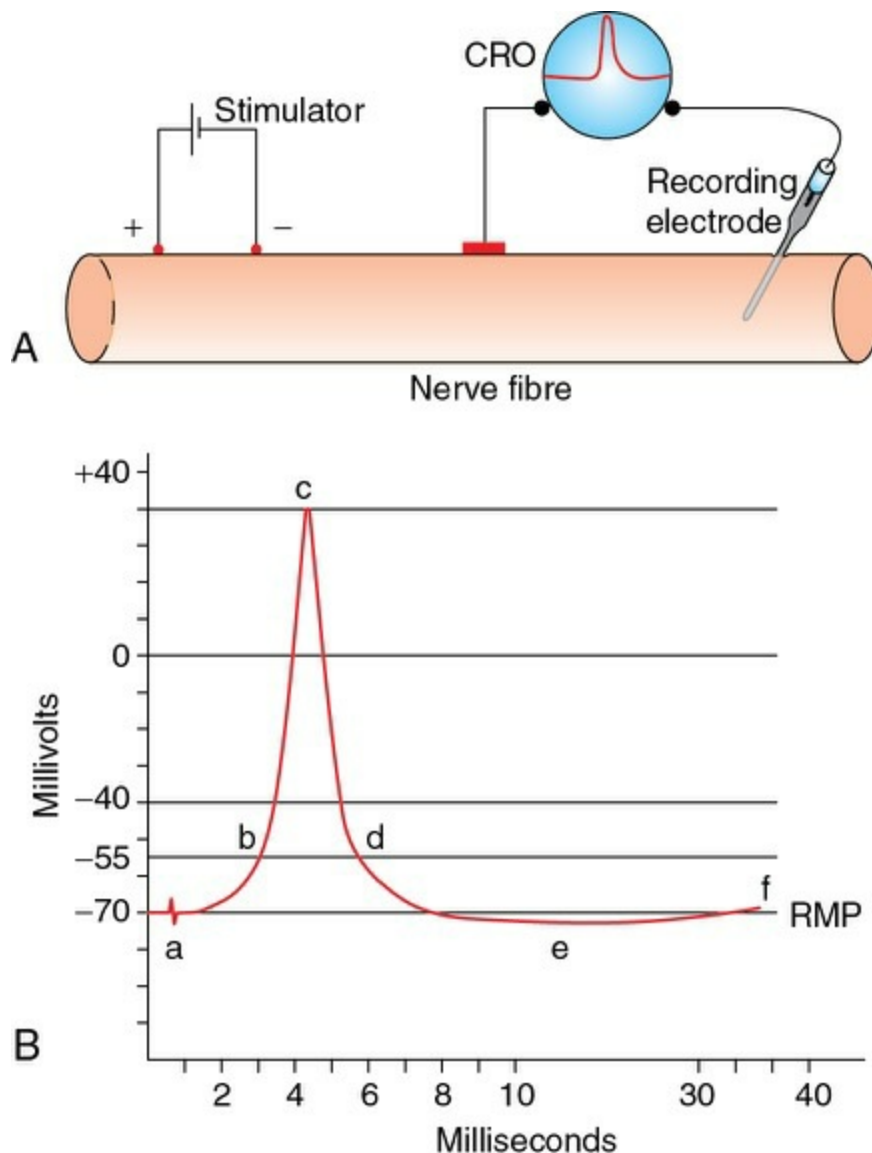 CRO
Stimulator
Recording
electrode
+
−
A
Nerve fibre
+40
c
0
Millivolts
−40
b
d
−55
f
−70
RMP
a
e
B
2 4 6 8 10 30 40
Milliseconds